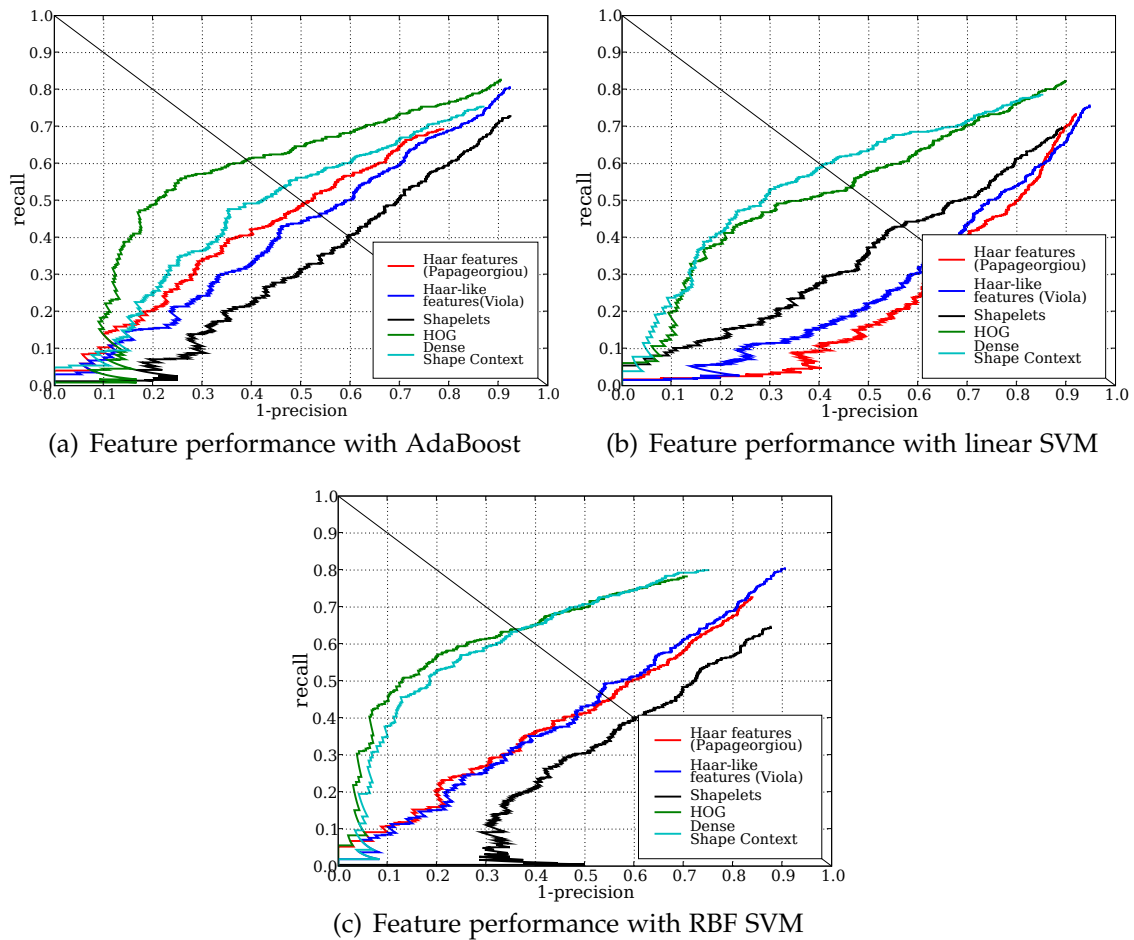 1.0
0.9
0.8
0.7
0.6
0.5
0.4
0.3
0.2
0.1
0.0
recall
0.0 0.1 0.2 0.3 0.4 0.5 0.6 0.7 0.8 0.9 1.0
1-precision
Haar features
(Papageorgiou)
Haar-like
features(Viola)
Shapelets
HOG
Dense
Shape Context
(a) Feature performance with AdaBoost
1.0
0.9
0.8
0.7
0.6
0.5
0.4
0.3
0.2
0.1
0.0
recall
0.0 0.1 0.2 0.3 0.4 0.5 0.6 0.7 0.8 0.9 1.0
1-precision
Haar features
(Papageorgiou)
Haar-like
features (Viola)
Shapelets
HOG
Dense
Shape Context
(b) Feature performance with linear SVM
1.0
0.9
0.8
0.7
0.6
0.5
0.4
0.3
0.2
0.1
0.0
recall
0.0 0.1 0.2 0.3 0.4 0.5 0.6 0.7 0.8 0.9 1.0
1-precision
Haar features
(Papageorgiou)
Haar-like
features (Viola)
Shapelets
HOG
Dense
Shape Context
(c) Feature performance with RBF SVM